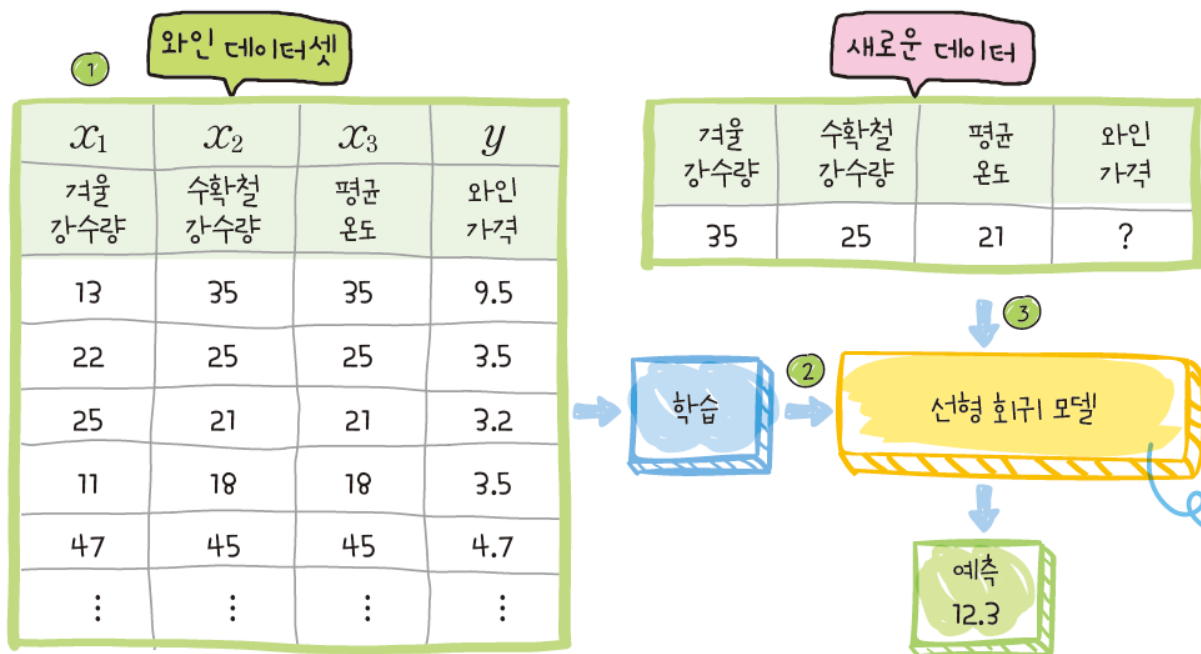 와인 데이터셋
1
x₁ x₂ x₃ y
겨울 강수량 수확철 강수량 평균 온도 와인 가격
13 35 35 9.5
22 25 25 3.5
25 21 21 3.2
11 18 18 3.5
47 45 45 4.7
⋮ ⋮ ⋮ ⋮
새로운 데이터
겨울 강수량 수확철 강수량 평균 온도 와인 가격
35 25 21 ?
3
학습
2
선형 회귀 모델
예측
12.3